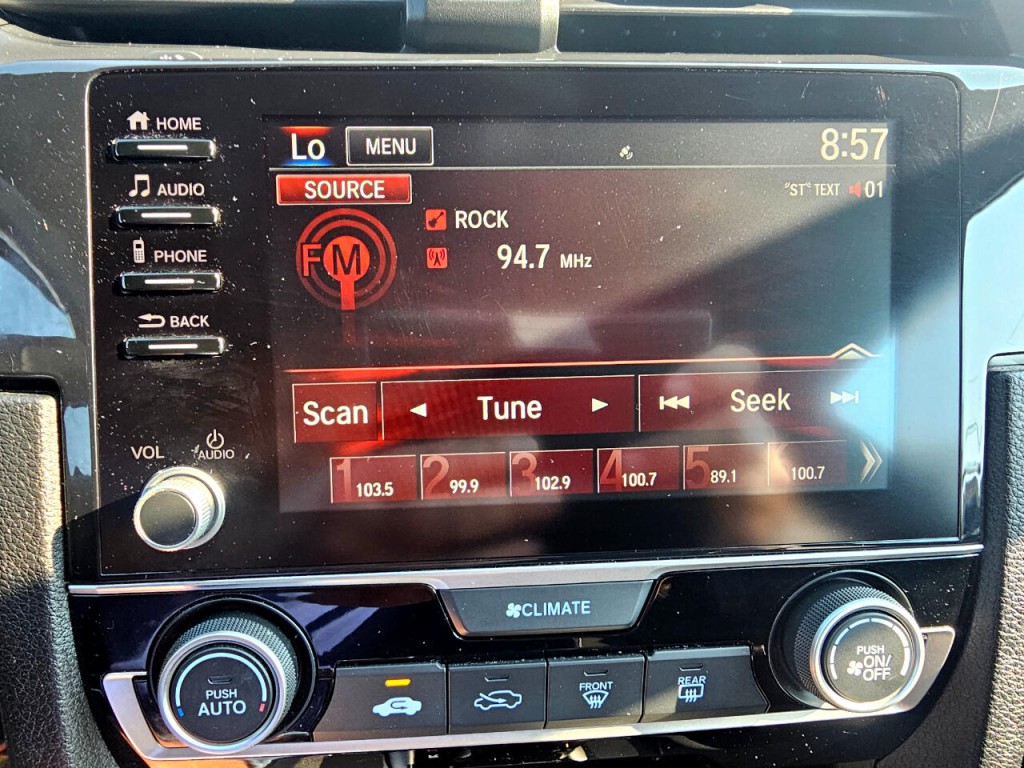 HOME
AUDIO
PHONE
BACK
VOL
AUDIO
Lo MENU 8:57
SOURCE "ST" TEXT 01
FM
ROCK
94.7 MHz
Scan Tune Seek
1 103.5 2 99.9 3 102.9 4 100.7 5 89.1 100.7
CLIMATE
PUSH
AUTO
FRONT
REAR
PUSH
ON/
OFF